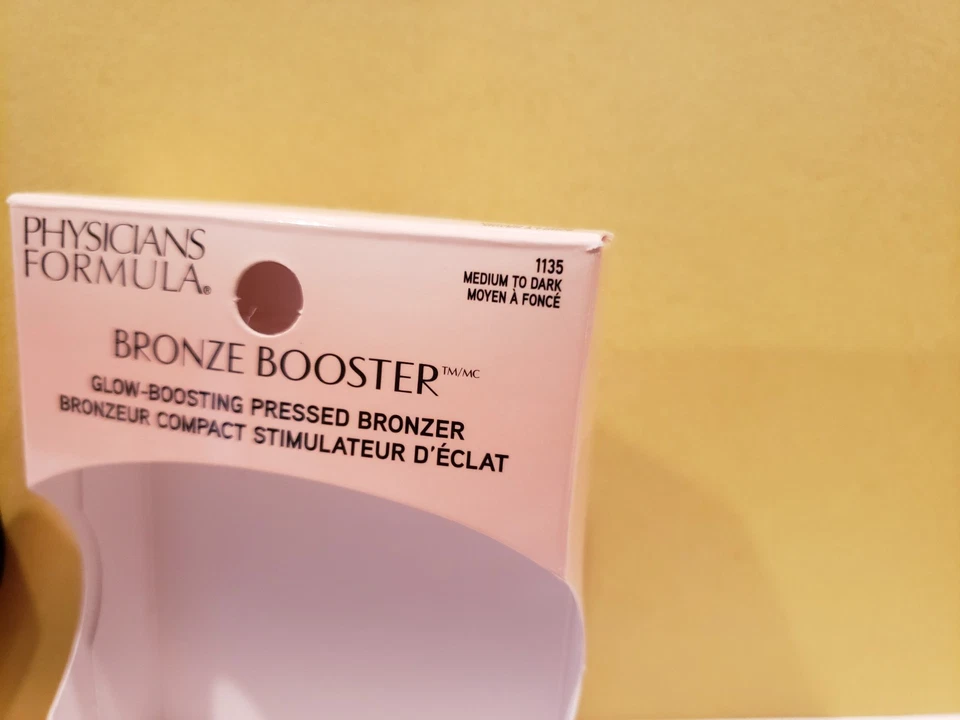 PHYSICIANS
FORMULA®
1135
MEDIUM TO DARK
MOYEN À FONCÉ
BRONZE BOOSTER™/MC
GLOW-BOOSTING PRESSED BRONZER
BRONZEUR COMPACT STIMULATEUR D'ÉCLAT